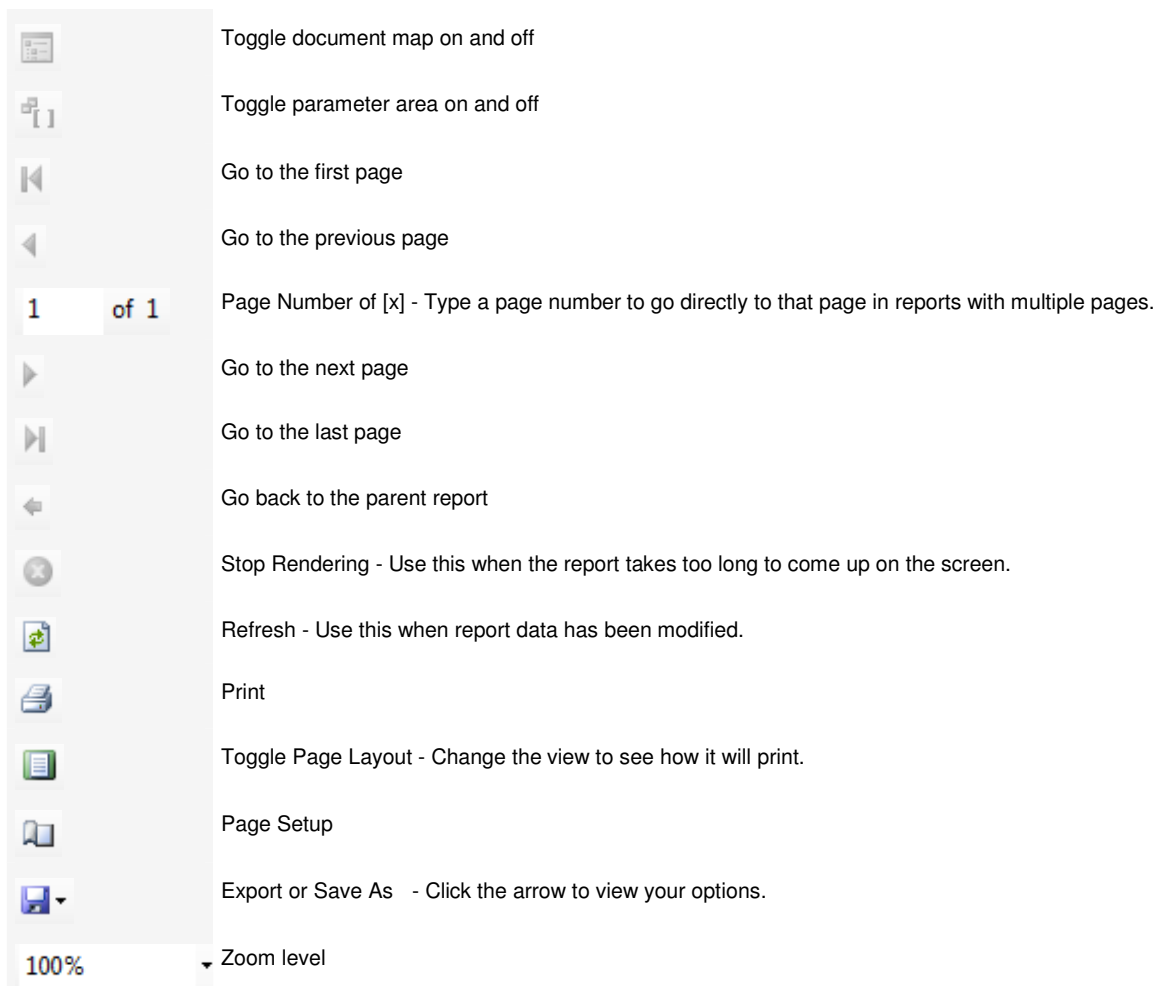 Toggle document map on and off
Toggle parameter area on and off
Go to the first page
Go to the previous page
1 of 1 Page Number of [x] - Type a page number to go directly to that page in reports with multiple pages.
Go to the next page
Go to the last page
Go back to the parent report
Stop Rendering - Use this when the report takes too long to come up on the screen.
Refresh - Use this when report data has been modified.
Print
Toggle Page Layout - Change the view to see how it will print.
Page Setup
Export or Save As - Click the arrow to view your options.
100% Zoom level